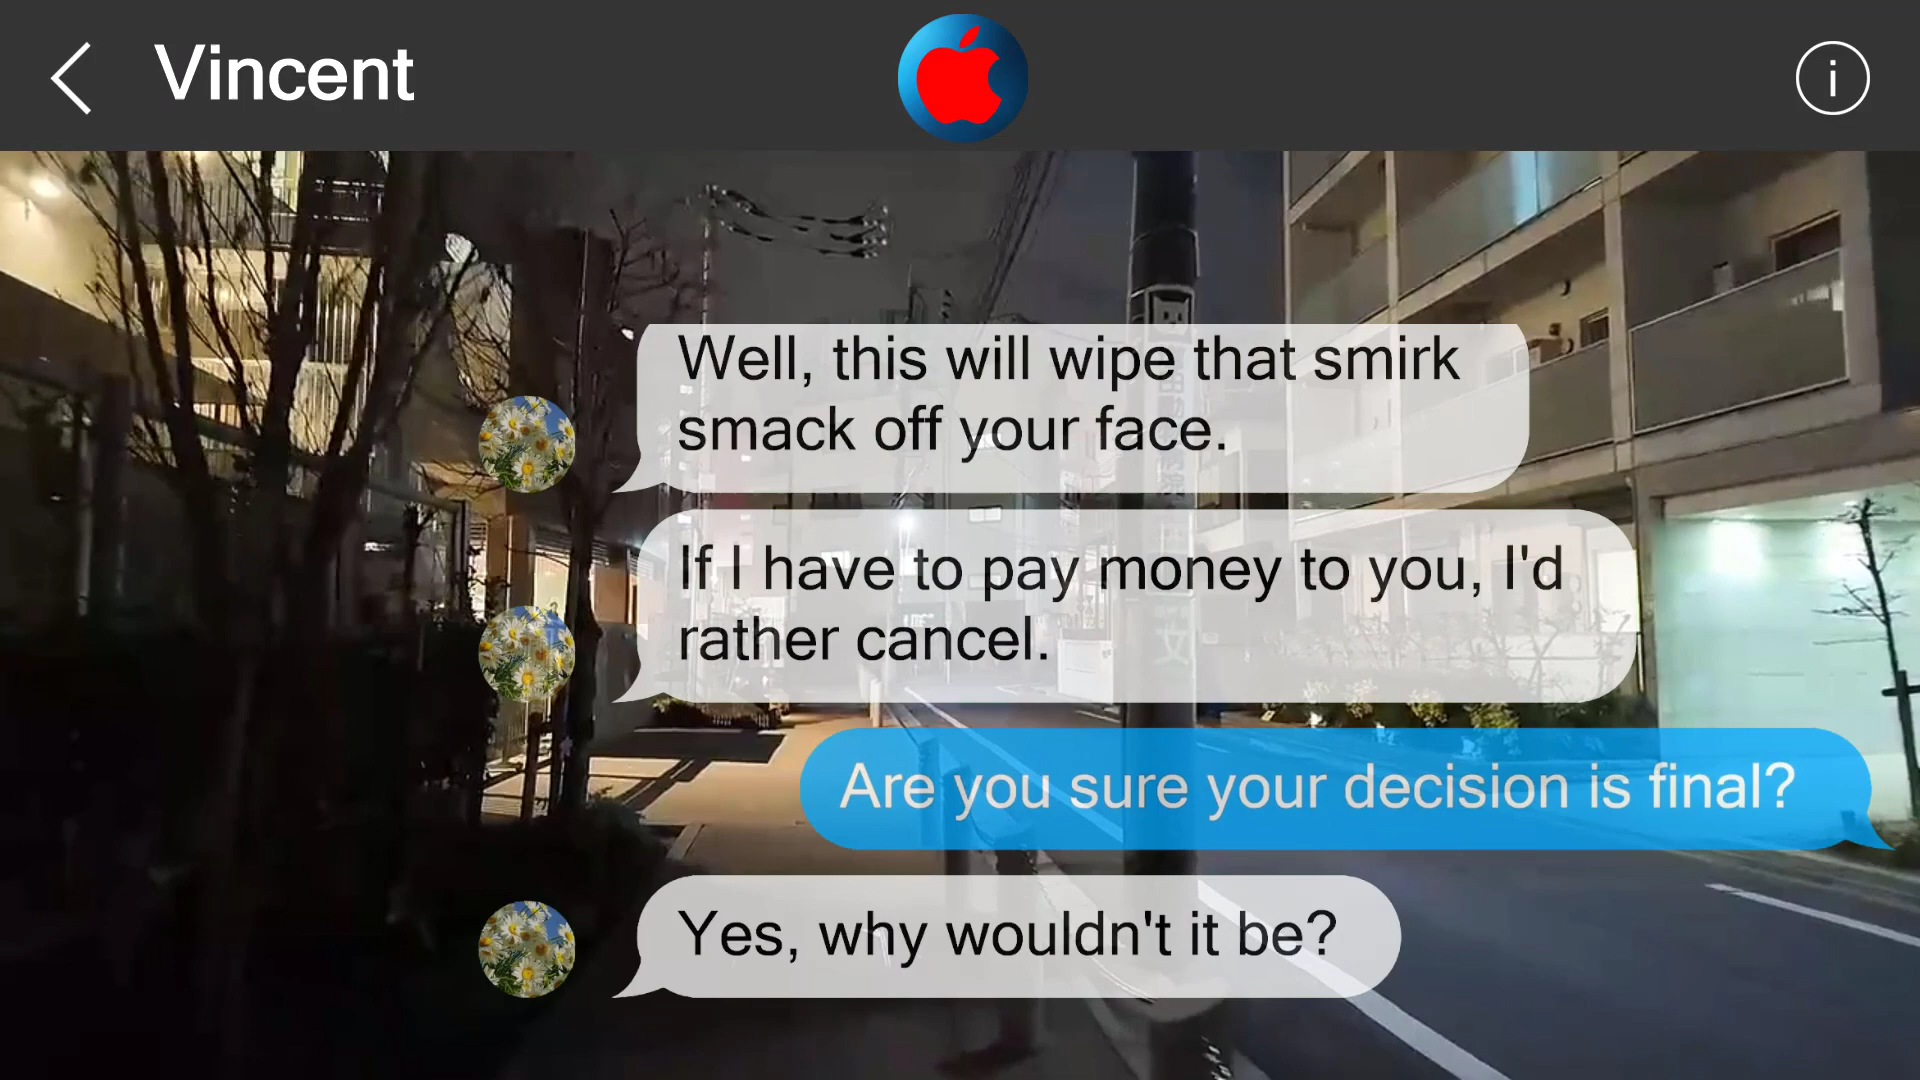 Vincent
i
Well, this will wipe that smirk
smack off your face.
If I have to pay money to you, I'd
rather cancel.
Are you sure your decision is final?
Yes, why wouldn't it be?
文